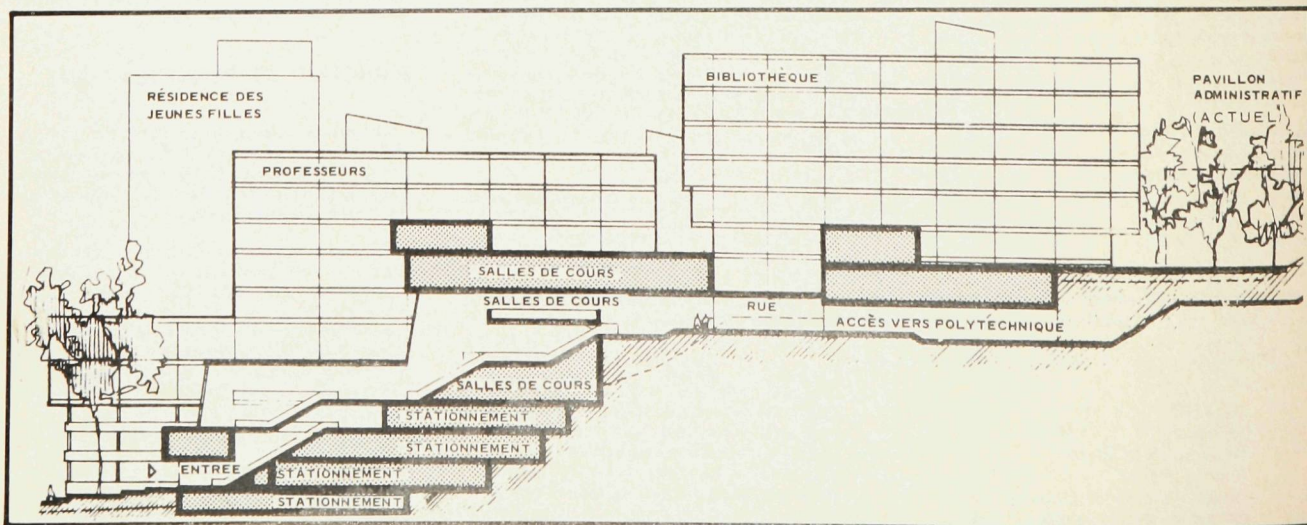 RÉSIDENCE DES
JEUNES FILLES
PROFESSEURS
BIBLIOTHÈQUE
PAVILLON
ADMINISTRATIF
(ACTUEL)
SALLES DE COURS
SALLES DE COURS
RUE
ACCÈS VERS POLYTECHNIQUE
SALLES DE COURS
STATIONNEMENT
STATIONNEMENT
ENTREE
STATIONNEMENT
STATIONNEMENT